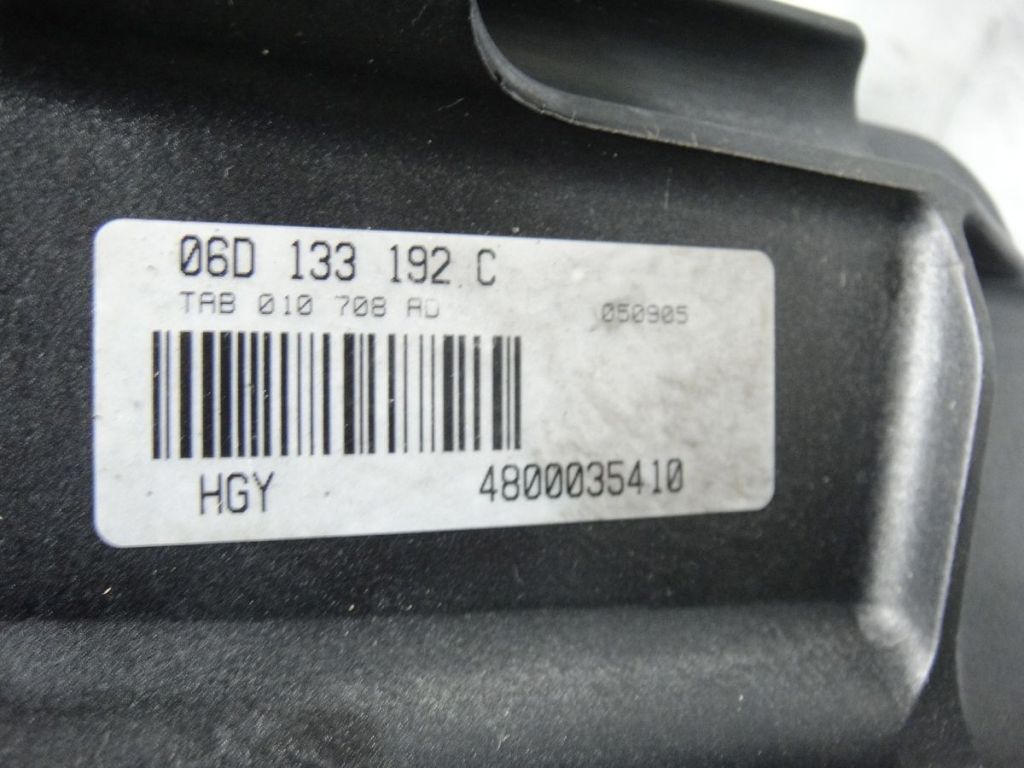 06D 133 192 C
TAB 010 708 AD 050905
HGY 4800035410